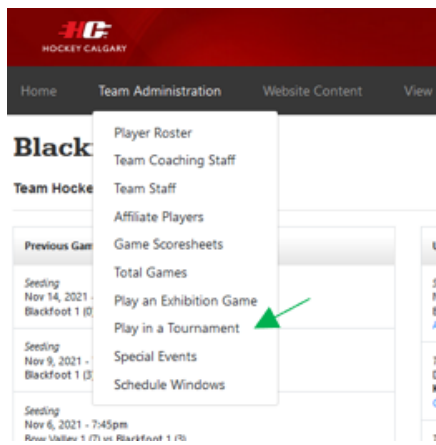 HC
HOCKEY CALGARY
Home Team Administration Website Content View
Black
Team Hocke
Player Roster
Team Coaching Staff
Team Staff
Affiliate Players
Game Scoresheets
Total Games
Play an Exhibition Game
Play in a Tournament
Special Events
Schedule Windows
Previous Gam
Seeding
Nov 14, 2021 -
Blackfoot 1 (0)
Seeding
Nov 9, 2021 -
Blackfoot 1 (3)
Seeding
Nov 6, 2021 - 7:45pm
Bow Valley 1 (7) vs Blackfoot 1 (3)